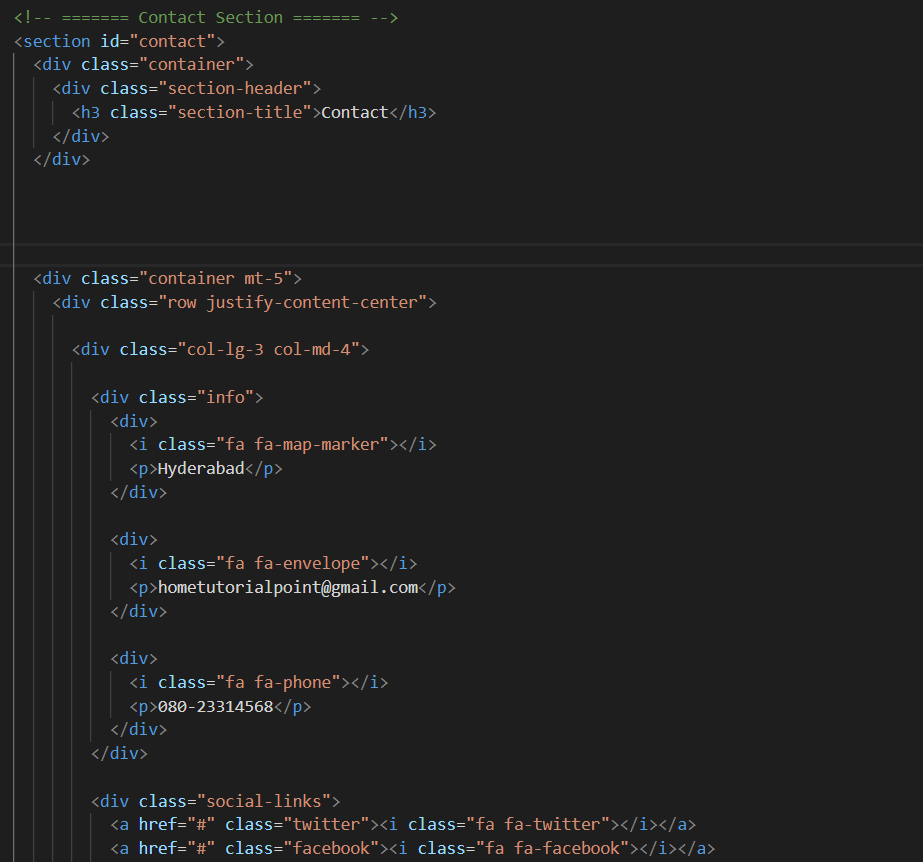 <!-- ======= Contact Section ======= -->
<section id="contact">
<div class="container">
<div class="section-header">
<h3 class="section-title">Contact</h3>
</div>
</div>
<div class="container mt-5">
<div class="row justify-content-center">
<div class="col-lg-3 col-md-4">
<div class="info">
<div>
<i class="fa fa-map-marker"></i>
<p>Hyderabad</p>
</div>
<div>
<i class="fa fa-envelope"></i>
<p>hometutorialpoint@gmail.com</p>
</div>
<div>
<i class="fa fa-phone"></i>
<p>080-23314568</p>
</div>
</div>
<div class="social-links">
<a href="#" class="twitter"><i class="fa fa-twitter"></i></a>
<a href="#" class="facebook"><i class="fa fa-facebook"></i></a>